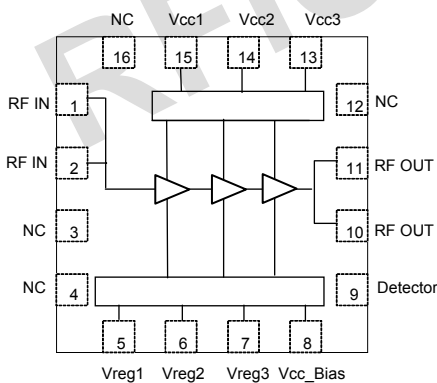 NC Vcc1 Vcc2 Vcc3
16 15 14 13
RF IN 1 12 NC
RF IN 2 11 RF OUT
NC 3 10 RF OUT
NC 4 9 Detector
5 6 7 8
Vreg1 Vreg2 Vreg3 Vcc_Bias